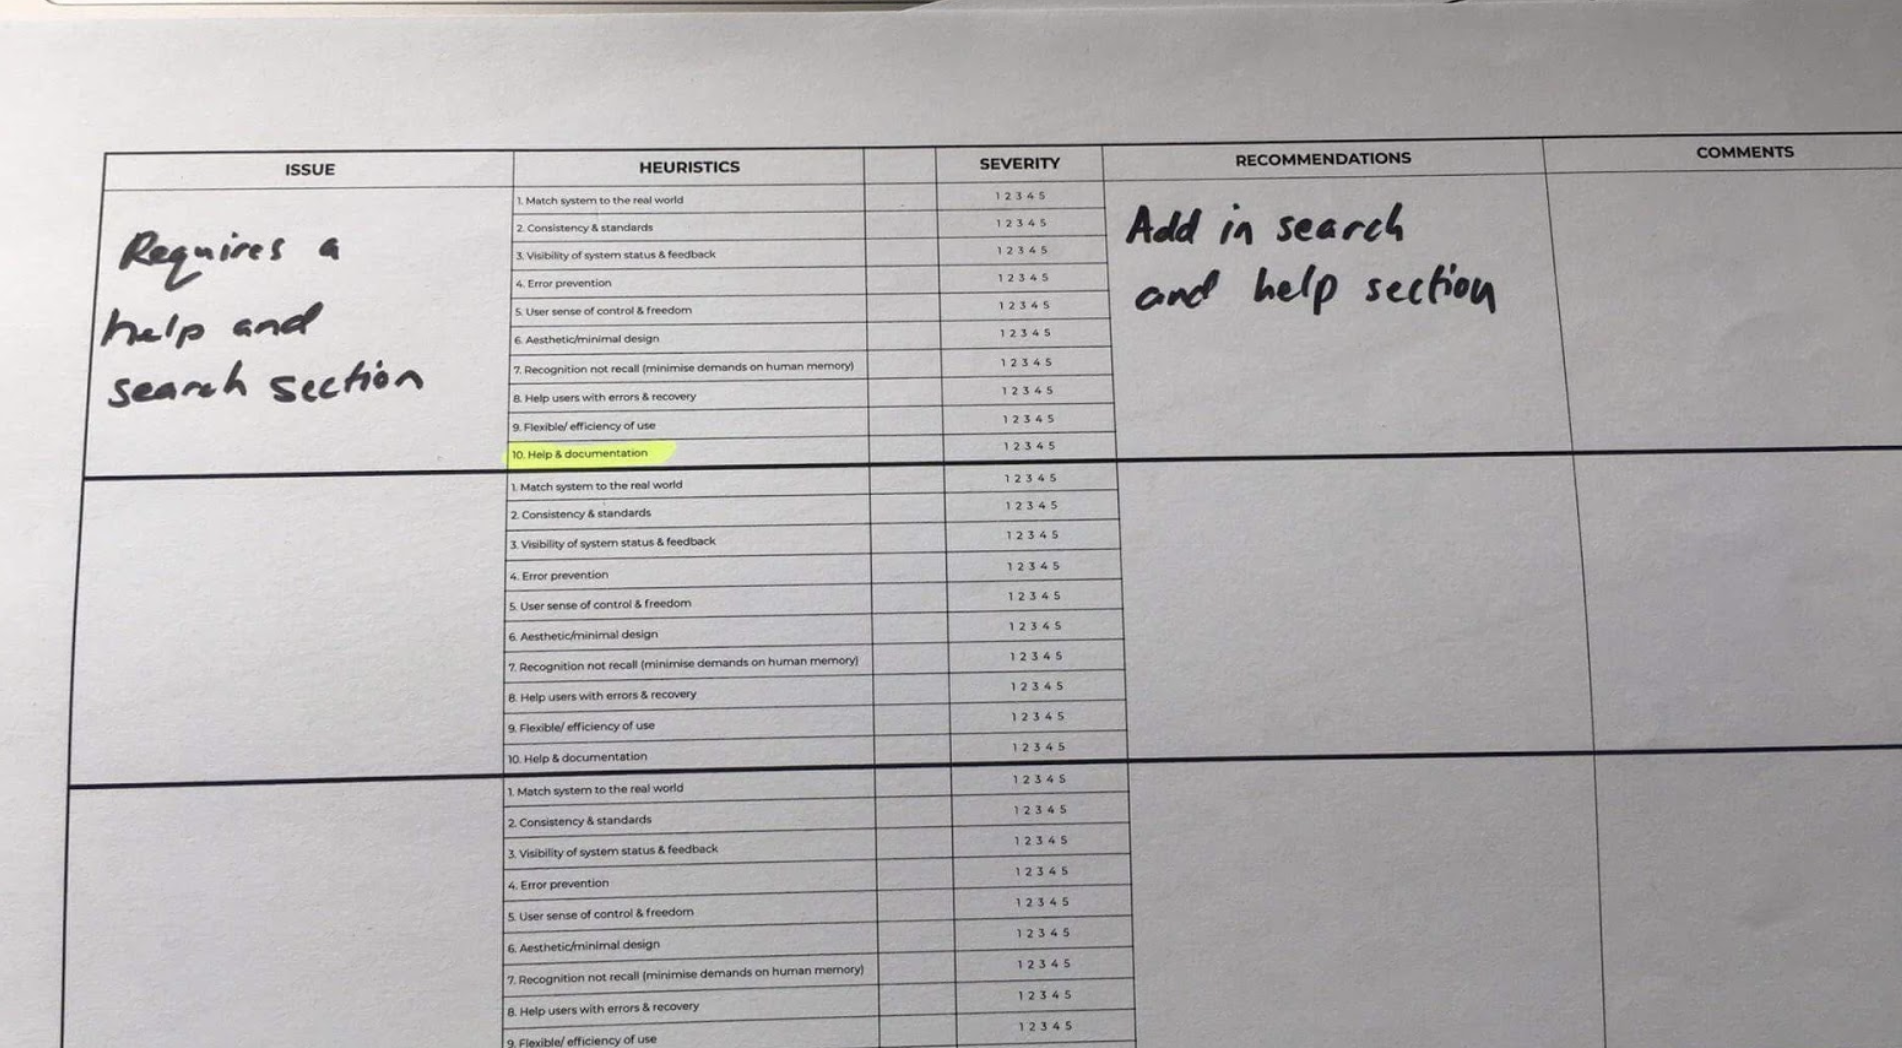 ISSUE HEURISTICS SEVERITY RECOMMENDATIONS COMMENTS
Requires a
help and
search section
1. Match system to the real world 1 2 3 4 5
2. Consistency & standards 1 2 3 4 5
3. Visibility of system status & feedback 1 2 3 4 5
4. Error prevention 1 2 3 4 5
5. User sense of control & freedom 1 2 3 4 5
6. Aesthetic/minimal design 1 2 3 4 5
7. Recognition not recall (minimise demands on human memory) 1 2 3 4 5
8. Help users with errors & recovery 1 2 3 4 5
9. Flexible/ efficiency of use 1 2 3 4 5
10. Help & documentation 1 2 3 4 5
Add in search
and help section
1. Match system to the real world 1 2 3 4 5
2. Consistency & standards 1 2 3 4 5
3. Visibility of system status & feedback 1 2 3 4 5
4. Error prevention 1 2 3 4 5
5. User sense of control & freedom 1 2 3 4 5
6. Aesthetic/minimal design 1 2 3 4 5
7. Recognition not recall (minimise demands on human memory) 1 2 3 4 5
8. Help users with errors & recovery 1 2 3 4 5
9. Flexible/ efficiency of use 1 2 3 4 5
10. Help & documentation 1 2 3 4 5
1. Match system to the real world 1 2 3 4 5
2. Consistency & standards 1 2 3 4 5
3. Visibility of system status & feedback 1 2 3 4 5
4. Error prevention 1 2 3 4 5
5. User sense of control & freedom 1 2 3 4 5
6. Aesthetic/minimal design 1 2 3 4 5
7. Recognition not recall (minimise demands on human memory) 1 2 3 4 5
8. Help users with errors & recovery 1 2 3 4 5
9. Flexible/ efficiency of use 1 2 3 4 5